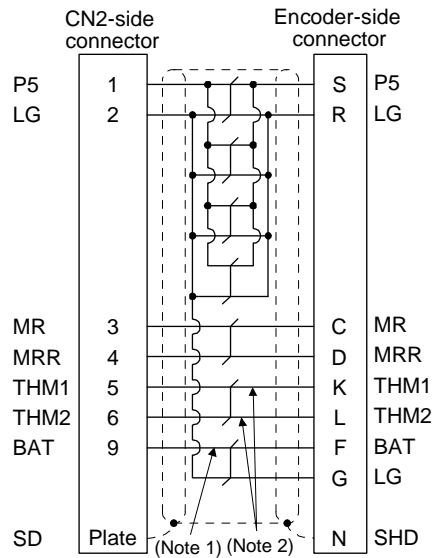 CN2-side connector
Encoder-side connector
P5 1 S P5
LG 2 R LG
MR 3 C MR
MRR 4 D MRR
THM1 5 K THM1
THM2 6 L THM2
BAT 9 F BAT
G LG
(Note 1) (Note 2)
SD Plate N SHD